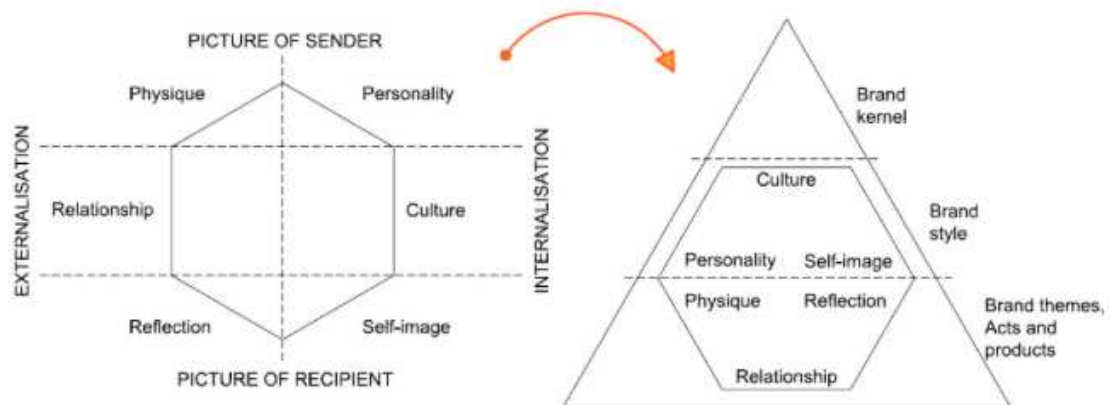 PICTURE OF SENDER
Physique
Personality
EXTERNALISATION
Relationship
Culture
INTERNALISATION
Reflection
Self-image
PICTURE OF RECIPIENT
Brand
kernel
Culture
Brand
style
Personality
Self-image
Physique
Reflection
Brand themes,
Acts and
products
Relationship